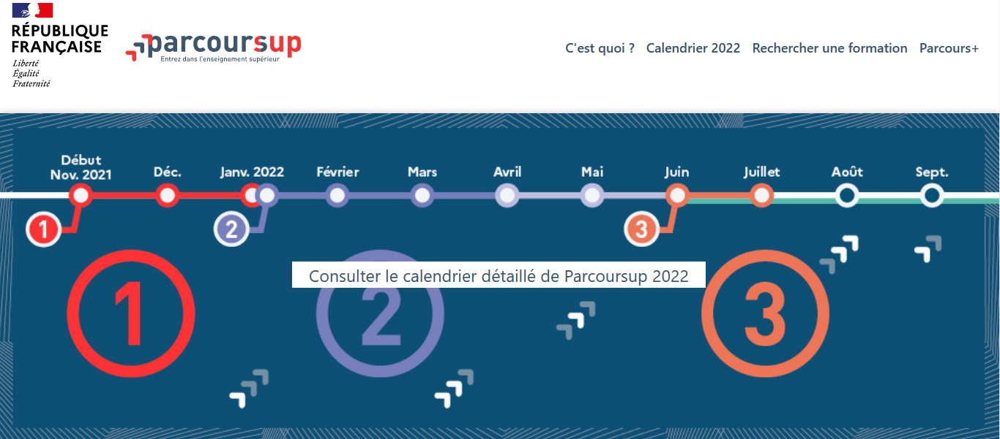 RÉPUBLIQUE
FRANÇAISE
Liberté
Égalité
Fraternité
parcoursup
Entrez dans l'enseignement supérieur
C'est quoi ? Calendrier 2022 Rechercher une formation Parcours+
Début
Nov. 2021 Déc. Janv. 2022 Février Mars Avril Mai Juin Juillet Août Sept.
1 2 3
Consulter le calendrier détaillé de Parcoursup 2022
1 2 3